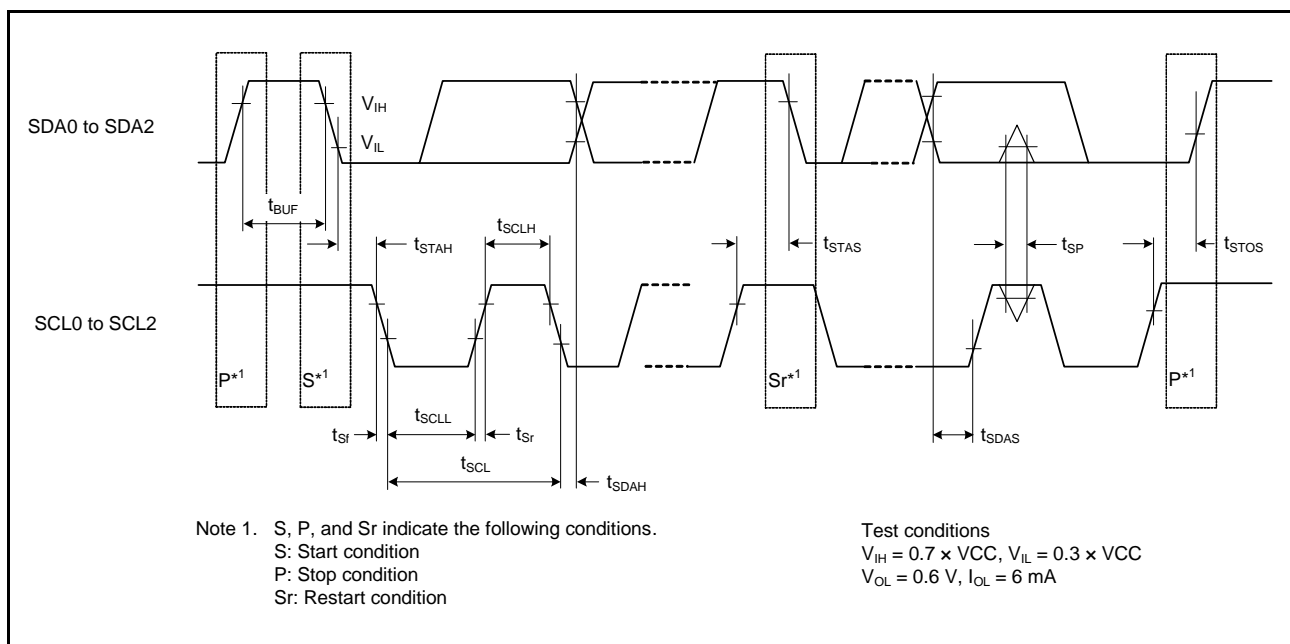 SDA0 to SDA2
VIH
VIL
tBUF
tSTAH
tSCLH
tSTAS
tSP
tSTOS
SCL0 to SCL2
P*1
S*1
Sr*1
P*1
tSf
tSCLL
tSr
tSCL
tSDAH
tSDAS
Note 1. S, P, and Sr indicate the following conditions.
S: Start condition
P: Stop condition
Sr: Restart condition
Test conditions
VIH = 0.7 × VCC, VIL = 0.3 × VCC
VOL = 0.6 V, IOL = 6 mA